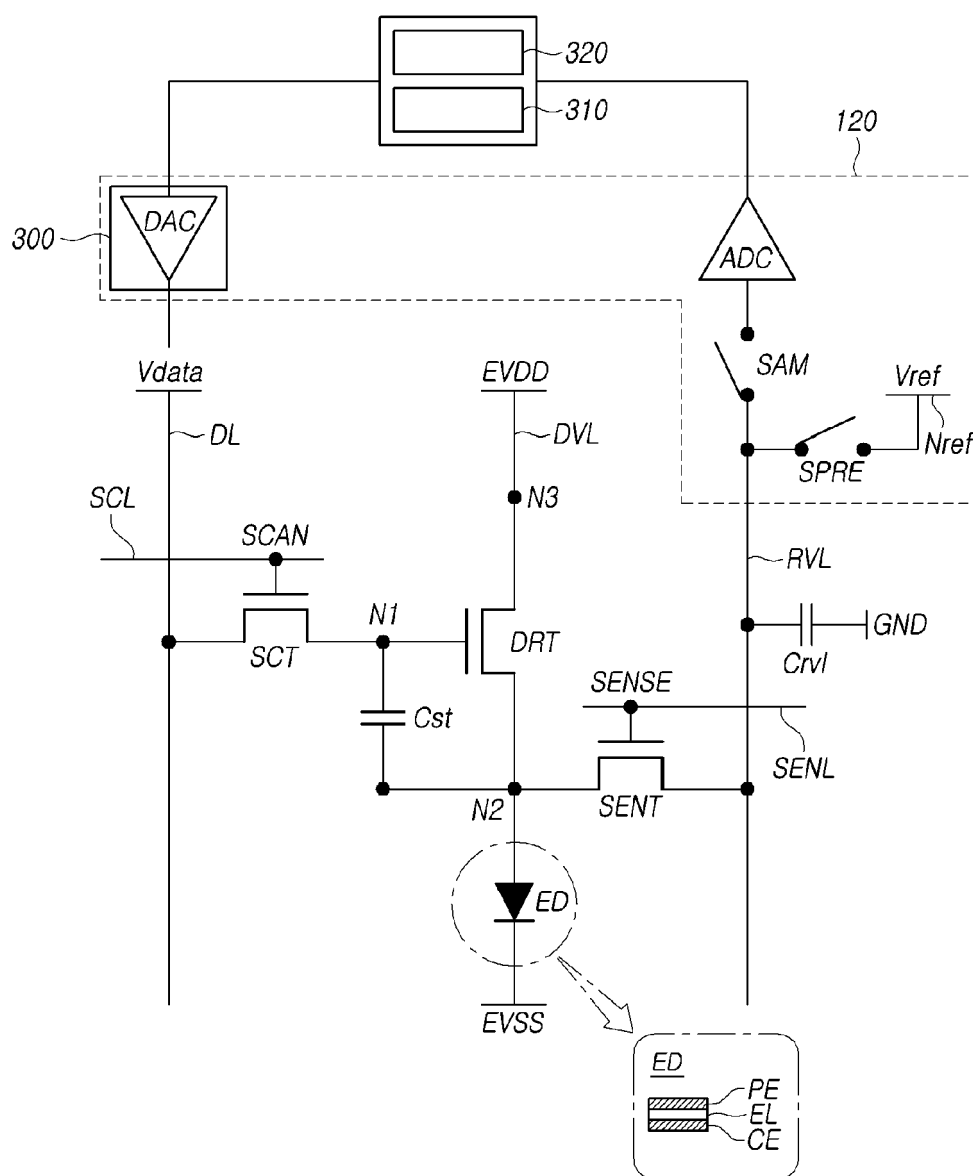 320
310
120
300
DAC
ADC
SAM
Vdata
EVDD
Vref
DL
DVL
Nref
SPRE
SCL
SCAN
N3
RVL
N1
DRT
GND
SCT
Crvl
SENSE
Cst
SENL
N2
SENT
ED
EVSS
ED
PE
EL
CE